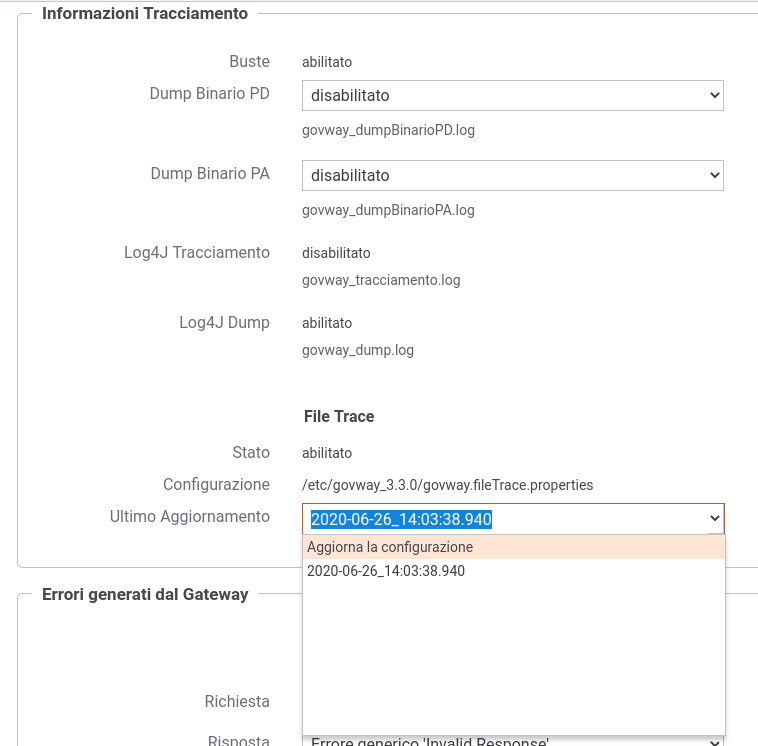 Informazioni Tracciamento
Buste abilitato
Dump Binario PD disabilitato
govway_dumpBinarioPD.log
Dump Binario PA disabilitato
govway_dumpBinarioPA.log
Log4J Tracciamento disabilitato
govway_tracciamento.log
Log4J Dump abilitato
govway_dump.log
File Trace
Stato abilitato
Configurazione /etc/govway_3.3.0/govway.fileTrace.properties
Ultimo Aggiornamento 2020-06-26_14:03:38.940
Aggiorna la configurazione
2020-06-26_14:03:38.940
Errori generati dal Gateway
Richiesta
Risposta Errore generico 'Invalid Response'